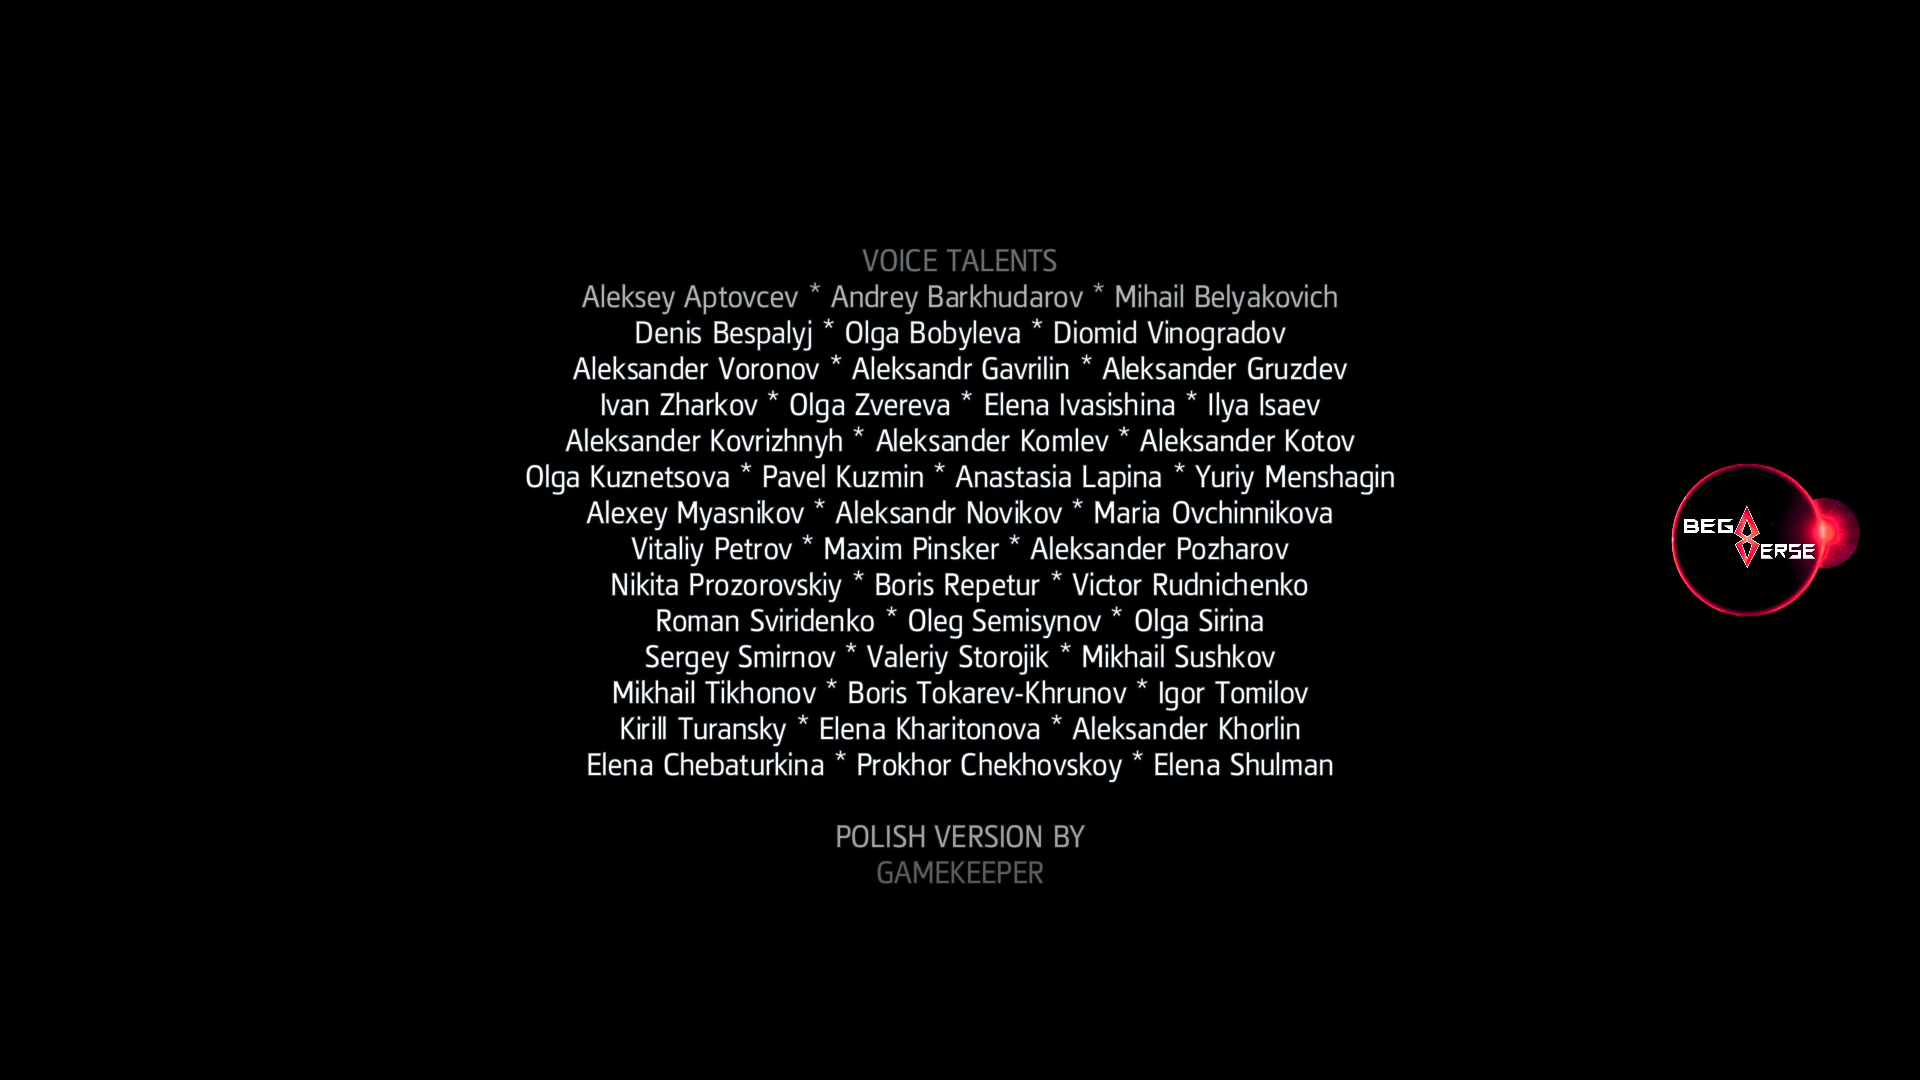 VOICE TALENTS
Aleksey Aptovcev * Andrey Barkhudarov * Mihail Belyakovich
Denis Bespalyj * Olga Bobyleva * Diomid Vinogradov
Aleksander Voronov * Aleksandr Gavrilin * Aleksander Gruzdev
Ivan Zharkov * Olga Zvereva * Elena Ivasishina * Ilya Isaev
Aleksander Kovrizhnyh * Aleksander Komlev * Aleksander Kotov
Olga Kuznetsova * Pavel Kuzmin * Anastasia Lapina * Yuriy Menshagin
Alexey Myasnikov * Aleksandr Novikov * Maria Ovchinnikova
Vitaliy Petrov * Maxim Pinsker * Aleksander Pozharov
Nikita Prozorovskiy * Boris Repetur * Victor Rudnichenko
Roman Sviridenko * Oleg Semisynov * Olga Sirina
Sergey Smirnov * Valeriy Storojik * Mikhail Sushkov
Mikhail Tikhonov * Boris Tokarev-Khrunov * Igor Tomilov
Kirill Turansky * Elena Kharitonova * Aleksander Khorlin
Elena Chebaturkina * Prokhor Chekhovskoy * Elena Shulman
POLISH VERSION BY
GAMEKEEPER
BEGA
VERSE